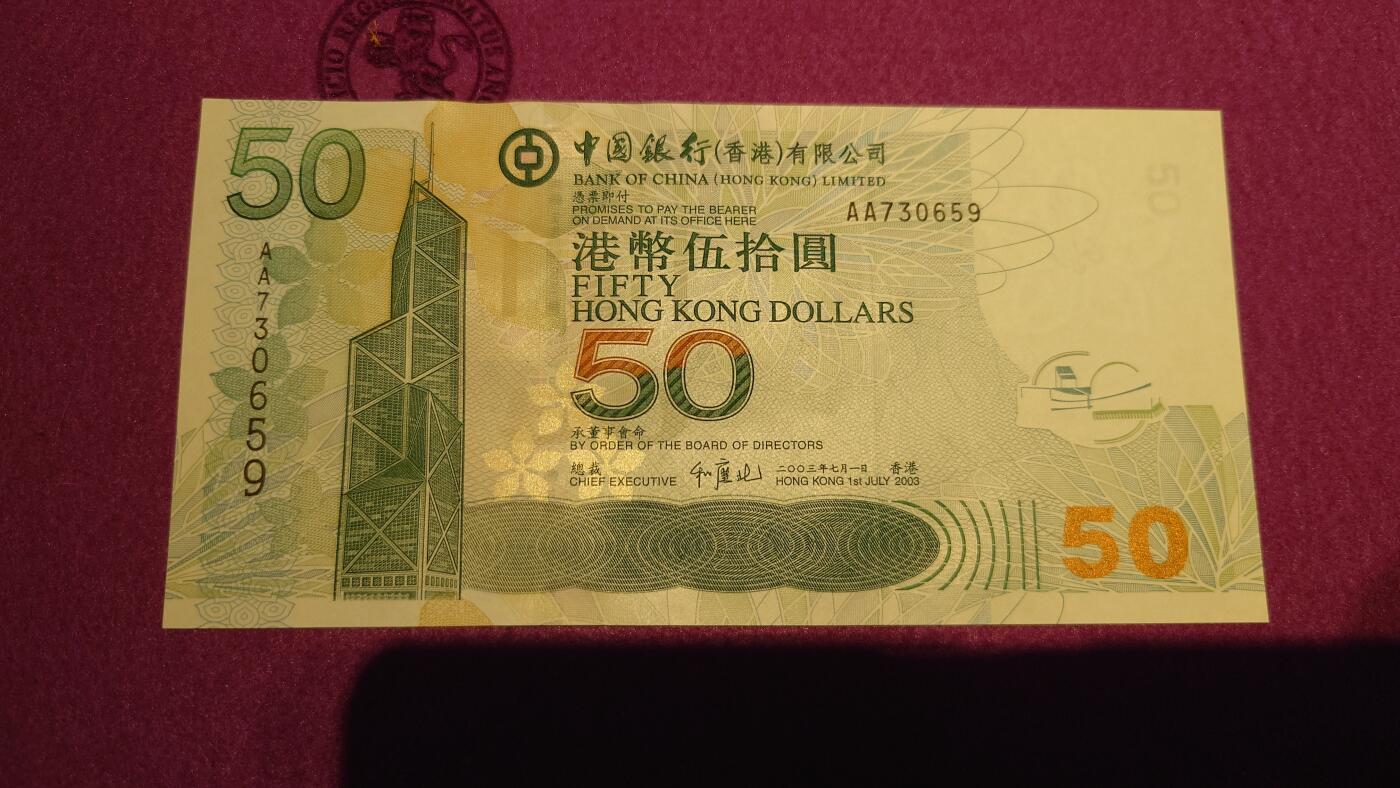 50
中國銀行(香港)有限公司
BANK OF CHINA (HONG KONG) LIMITED
憑票即付
PROMISES TO PAY THE BEARER
ON DEMAND AT ITS OFFICE HERE
AA730659
港幣伍拾圓
FIFTY
HONG KONG DOLLARS
50
承董事會命
BY ORDER OF THE BOARD OF DIRECTORS
總裁
CHIEF EXECUTIVE
二〇〇三年七月一日 香港
HONG KONG 1st JULY 2003
AA730659
50
50